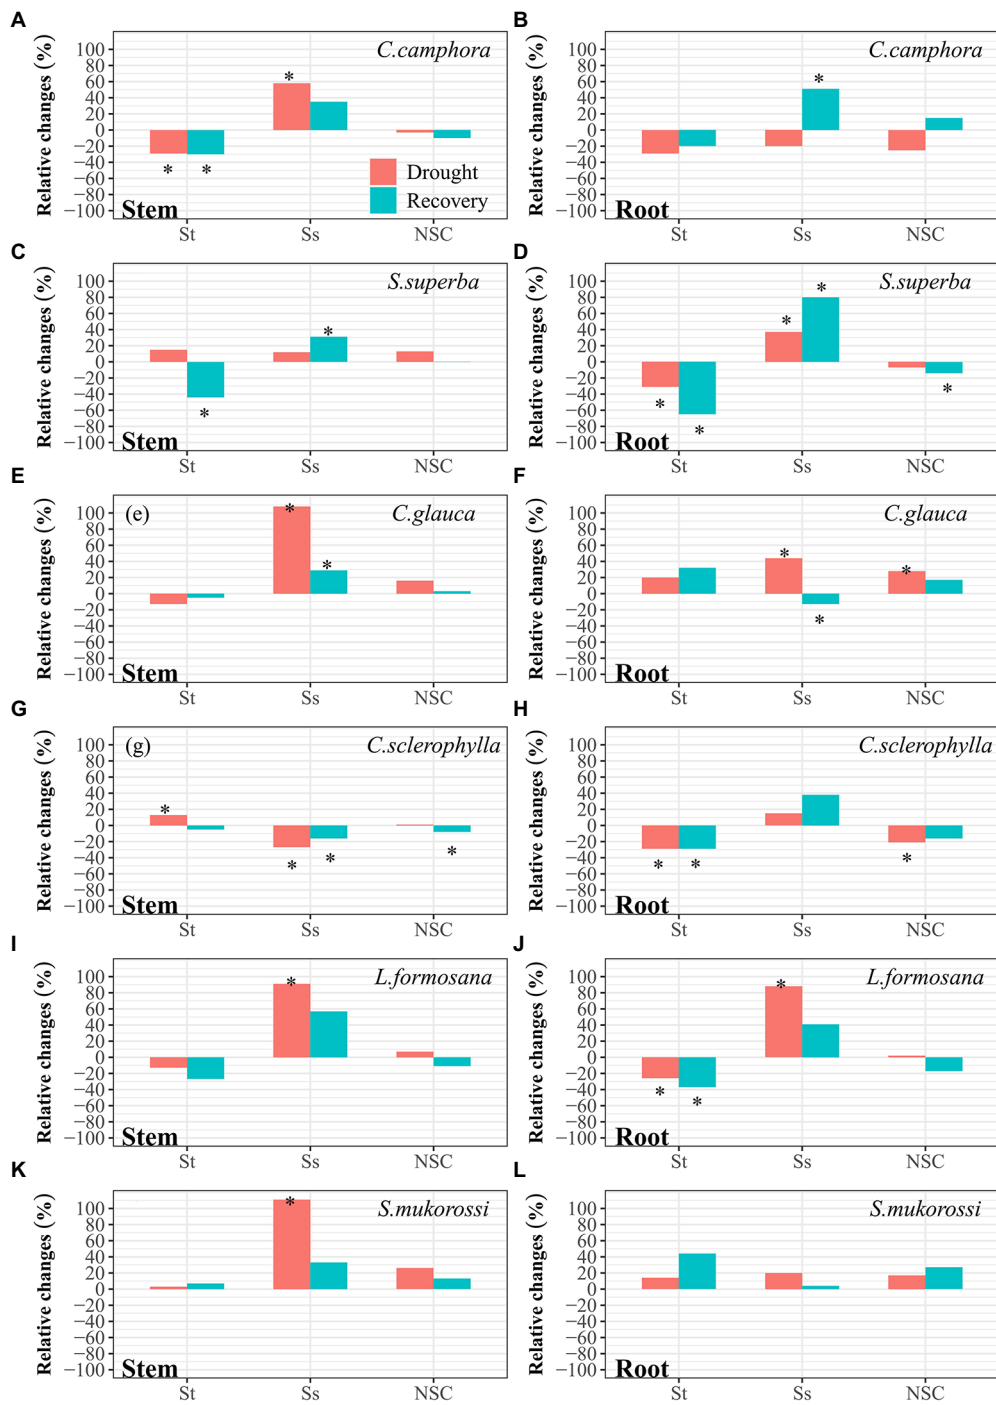 A
Relative changes (%)
100
80
60
40
20
0
−20
−40
−60
−80
−100
C.camphora
*
*
*
Drought
Recovery
Stem
St
Ss
NSC
B
Relative changes (%)
100
80
60
40
20
0
−20
−40
−60
−80
−100
C.camphora
*
Root
St
Ss
NSC
C
Relative changes (%)
100
80
60
40
20
0
−20
−40
−60
−80
−100
S.superba
*
*
Stem
St
Ss
NSC
D
Relative changes (%)
100
80
60
40
20
0
−20
−40
−60
−80
−100
S.superba
*
*
*
*
*
Root
St
Ss
NSC
E
Relative changes (%)
100
80
60
40
20
0
−20
−40
−60
−80
−100
(e)
C.glauca
*
*
Stem
St
Ss
NSC
F
Relative changes (%)
100
80
60
40
20
0
−20
−40
−60
−80
−100
C.glauca
*
*
*
Root
St
Ss
NSC
G
Relative changes (%)
100
80
60
40
20
0
−20
−40
−60
−80
−100
(g)
C.sclerophylla
*
*
*
*
Stem
St
Ss
NSC
H
Relative changes (%)
100
80
60
40
20
0
−20
−40
−60
−80
−100
C.sclerophylla
*
*
*
Root
St
Ss
NSC
I
Relative changes (%)
100
80
60
40
20
0
−20
−40
−60
−80
−100
L.formosana
*
Stem
St
Ss
NSC
J
Relative changes (%)
100
80
60
40
20
0
−20
−40
−60
−80
−100
L.formosana
*
*
*
Root
St
Ss
NSC
K
Relative changes (%)
100
80
60
40
20
0
−20
−40
−60
−80
−100
S.mukorossi
*
Stem
St
Ss
NSC
L
Relative changes (%)
100
80
60
40
20
0
−20
−40
−60
−80
−100
S.mukorossi
Root
St
Ss
NSC